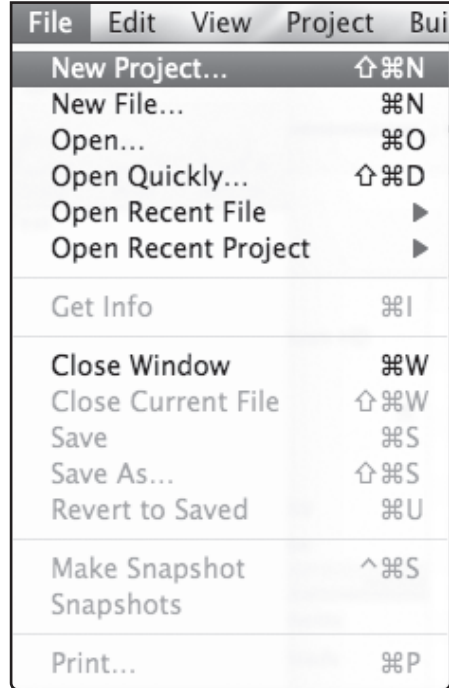 File Edit View Project Bui
New Project... ⇧⌘N
New File... ⌘N
Open... ⌘O
Open Quickly... ⇧⌘D
Open Recent File ▶
Open Recent Project ▶
Get Info ⌘I
Close Window ⌘W
Close Current File ⇧⌘W
Save ⌘S
Save As... ⇧⌘S
Revert to Saved ⌘U
Make Snapshot ^⌘S
Snapshots
Print... ⌘P